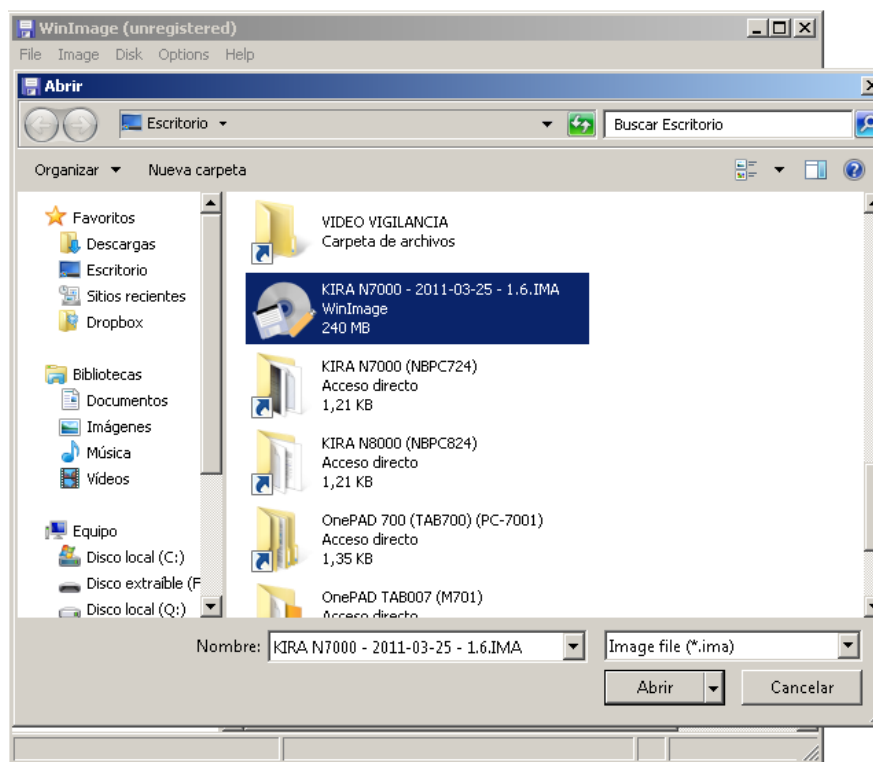 WinImage (unregistered)
File Image Disk Options Help
Abrir
Escritorio
Buscar Escritorio
Organizar Nueva carpeta
Favoritos
Descargas
Escritorio
Sitios recientes
Dropbox
Bibliotecas
Documentos
Imágenes
Música
Vídeos
Equipo
Disco local (C:)
Disco extraíble (F
Disco local (Q:)
VIDEO VIGILANCIA
Carpeta de archivos
KIRA N7000 - 2011-03-25 - 1.6.IMA
WinImage
240 MB
KIRA N7000 (NBPC724)
Acceso directo
1,21 KB
KIRA N8000 (NBPC824)
Acceso directo
1,21 KB
OnePAD 700 (TAB700) (PC-7001)
Acceso directo
1,35 KB
OnePAD TAB007 (M701)
Acceso directo
Nombre: KIRA N7000 - 2011-03-25 - 1.6.IMA
Image file (*.ima)
Abrir Cancelar